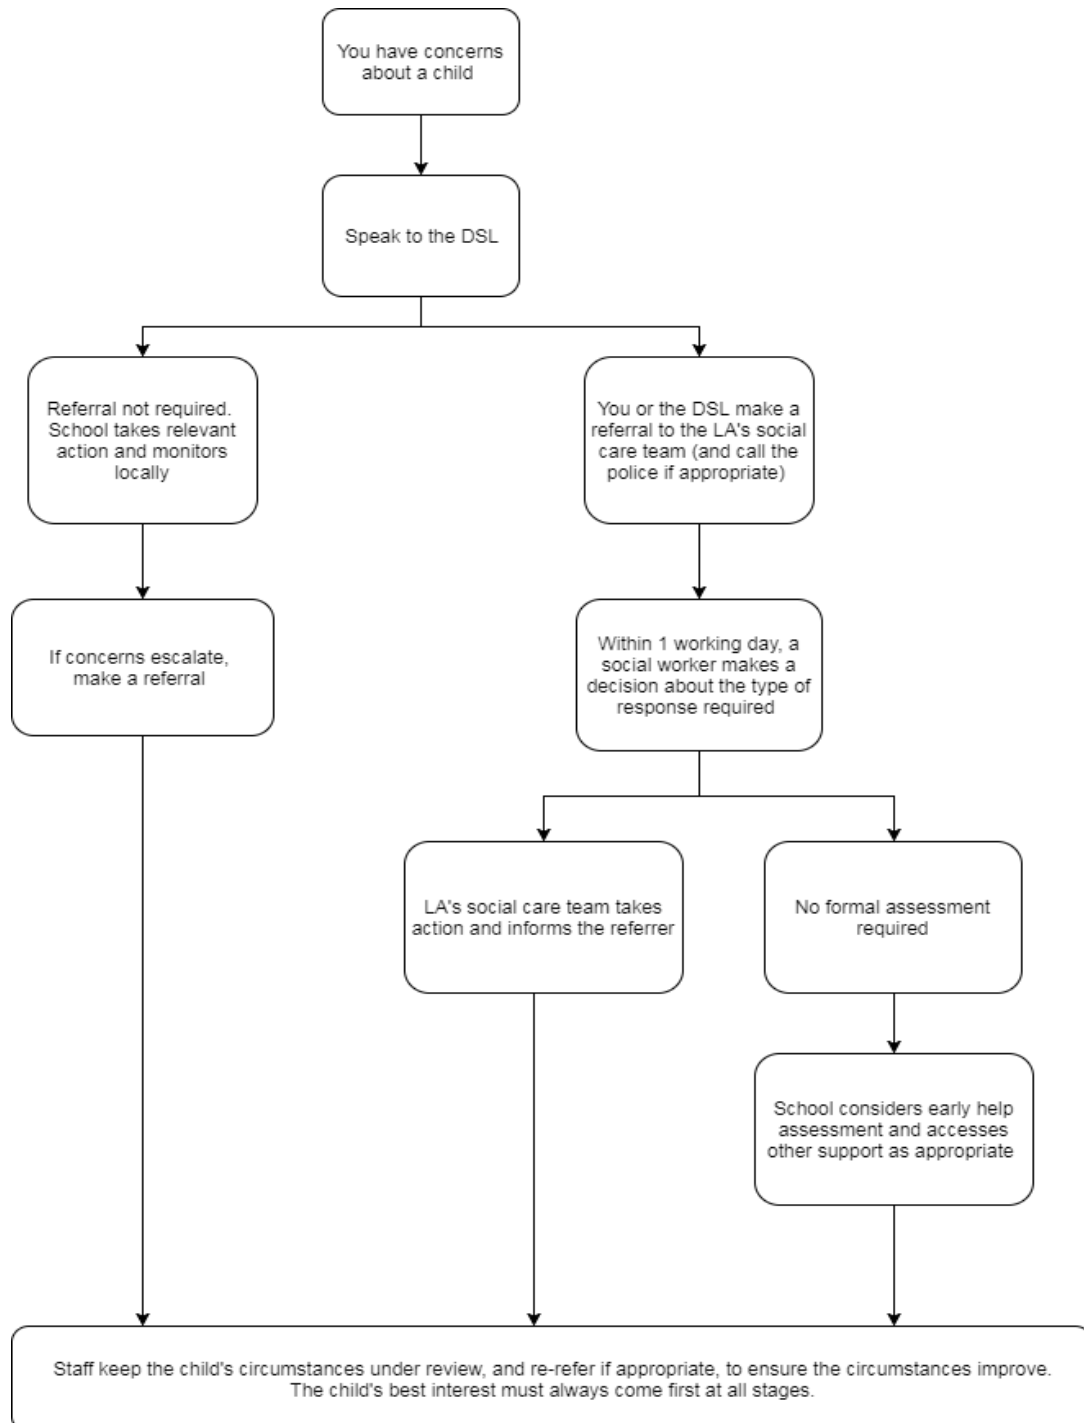 You have concerns
about a child
Speak to the DSL
Referral not required.
School takes relevant
action and monitors
locally
You or the DSL make a
referral to the LA's social
care team (and call the
police if appropriate)
If concerns escalate,
make a referral
Within 1 working day, a
social worker makes a
decision about the type of
response required
LA's social care team takes
action and informs the referrer
No formal assessment
required
School considers early help
assessment and accesses
other support as appropriate
Staff keep the child's circumstances under review, and re-refer if appropriate, to ensure the circumstances improve.
The child's best interest must always come first at all stages.